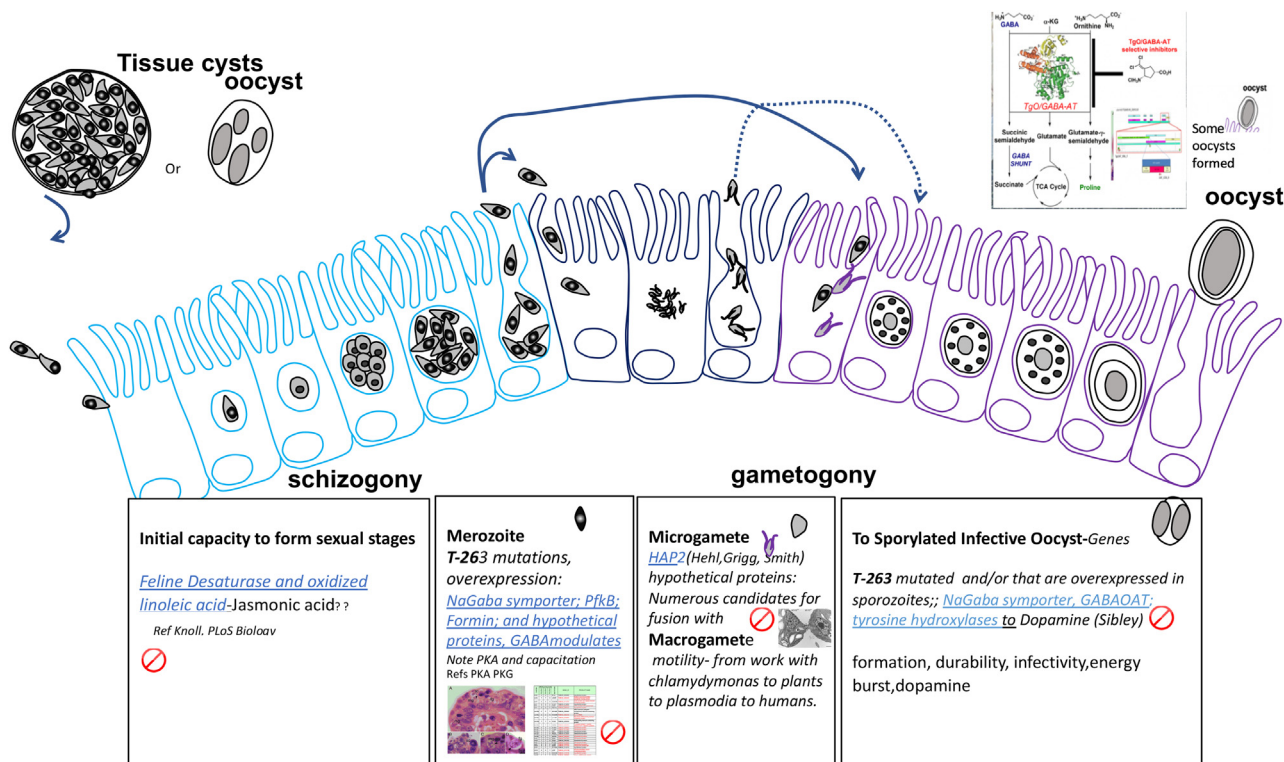 Tissue cysts
oocyst
Or
GABA
α-KG
Ornithine
TgO/GABA-AT
selective inhibitors
TgO/GABA-AT
Succinic
semialdehyde
Glutamate
Glutamate-γ-
semialdehyde
GABA
SHUNT
Succinate
TCA Cycle
Proline
oocyst
Some
oocysts
formed
oocyst
schizogony
gametogony
Initial capacity to form sexual stages
Feline Desaturase and oxidized
linoleic acid-Jasmonic acid??
Ref Knoll. PLoS Bioloav
Merozoite
T-263 mutations,
overexpression:
NaGaba symporter; PfkB;
Formin; and hypothetical
proteins, GABAmodulates
Note PKA and capacitation
Refs PKA PKG
Microgamete
HAP2(Hehl,Grigg, Smith)
hypothetical proteins:
Numerous candidates for
fusion with
Macrogamete
motility- from work with
chlamydymonas to plants
to plasmodia to humans.
To Sporylated Infective Oocyst-Genes
T-263 mutated and/or that are overexpressed in
sporozoites;; NaGaba symporter, GABAOAT;
tyrosine hydroxylases to Dopamine (Sibley)
formation, durability, infectivity,energy
burst,dopamine